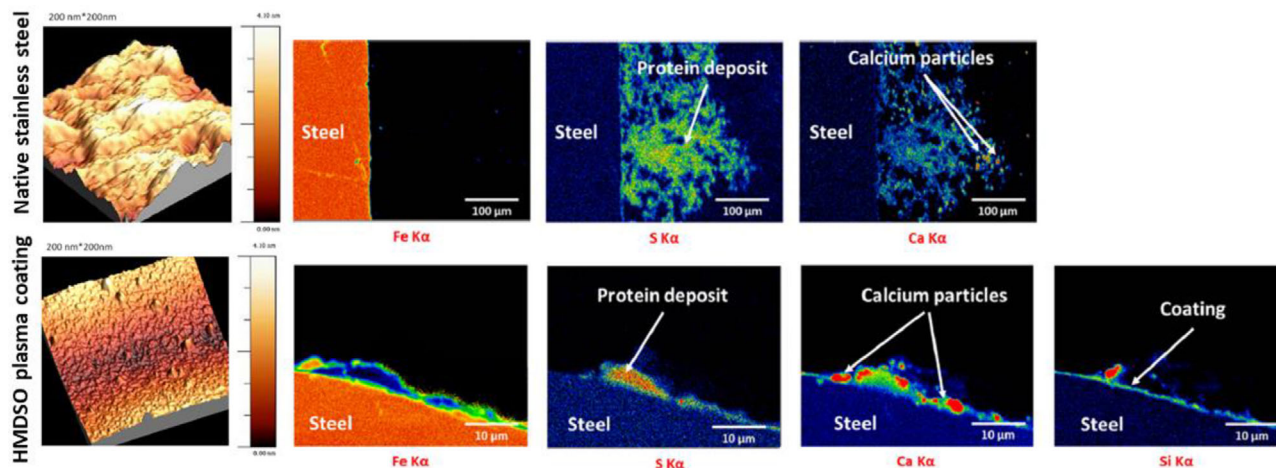 Native stainless steel
200 nm*200nm
4.10 nm
0.00 nm
Steel
100 µm
Fe Kα
Protein deposit
Steel
100 µm
S Kα
Calcium particles
Steel
100 µm
Ca Kα
HMDSO plasma coating
200 nm*200nm
4.10 nm
0.00 nm
Steel
10 µm
Fe Kα
Protein deposit
Steel
10 µm
S Kα
Calcium particles
Steel
10 µm
Ca Kα
Coating
Steel
10 µm
Si Kα